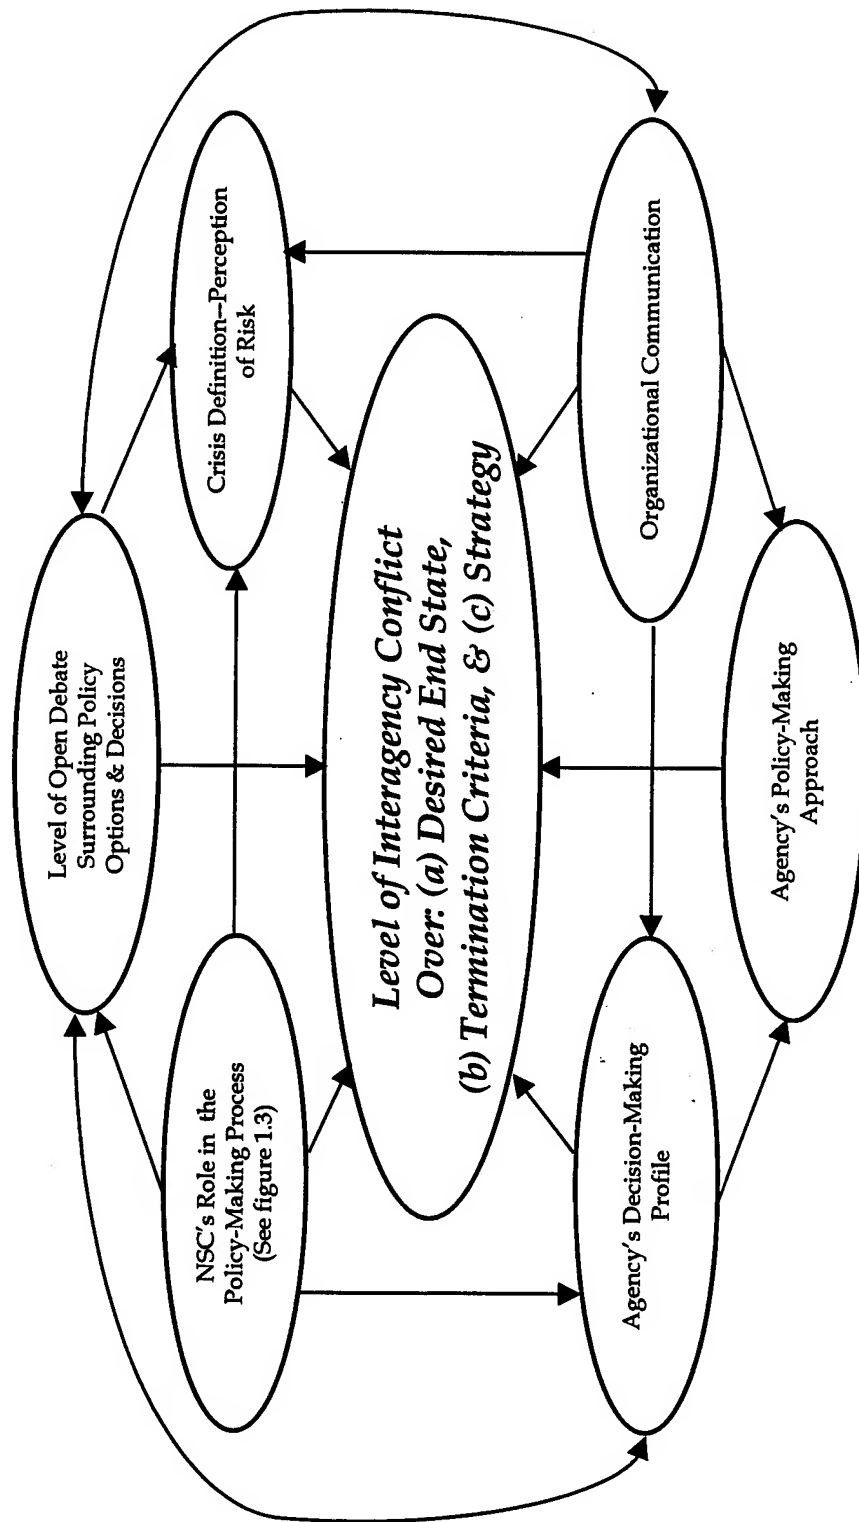 Level of Open Debate
Surrounding Policy
Options & Decisions
NSC's Role in the
Policy-Making Process
(See figure 1.3)
Crisis Definition--Perception
of Risk
Level of Interagency Conflict
Over: (a) Desired End State,
(b) Termination Criteria, & (c) Strategy
Agency's Decision-Making
Profile
Organizational Communication
Agency's Policy-Making
Approach